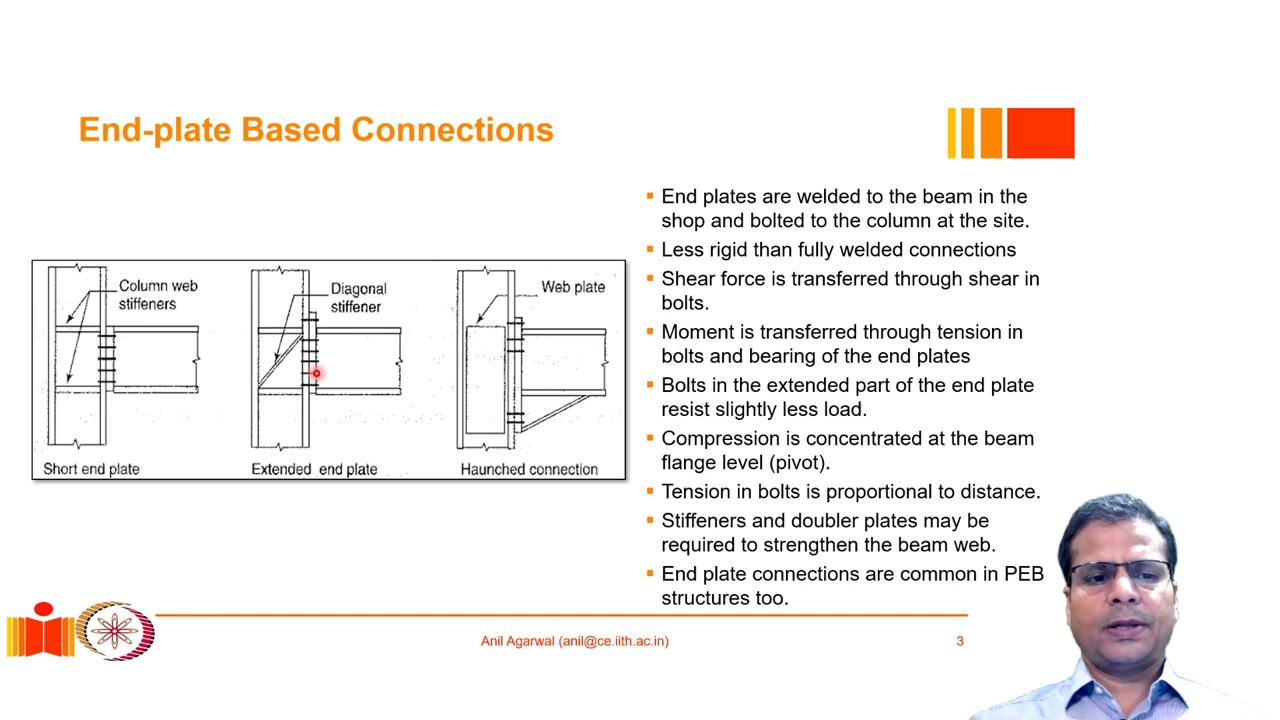 End-plate Based Connections
Column web
stiffeners
Diagonal
stiffener
Web plate
Short end plate
Extended end plate
Haunched connection
End plates are welded to the beam in the
shop and bolted to the column at the site.
Less rigid than fully welded connections
Shear force is transferred through shear in
bolts.
Moment is transferred through tension in
bolts and bearing of the end plates
Bolts in the extended part of the end plate
resist slightly less load.
Compression is concentrated at the beam
flange level (pivot).
Tension in bolts is proportional to distance.
Stiffeners and doubler plates may be
required to strengthen the beam web.
End plate connections are common in PEB
structures too.
Anil Agarwal (anil@ce.iith.ac.in)
3